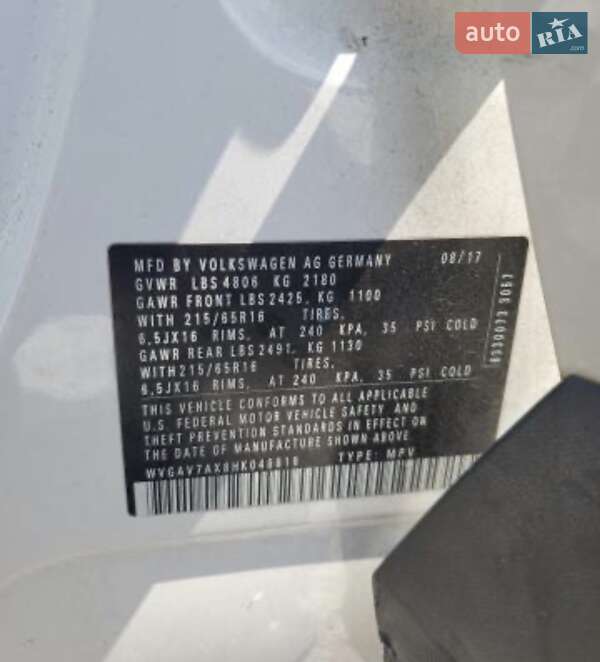 auto RIA .com
MFD BY VOLKSWAGEN AG GERMANY 08/17
GVWR LBS 4806 KG 2180
GAWR FRONT LBS 2425, KG 1100
WITH 215/65R16 TIRES,
6,5JX16 RIMS, AT 240 KPA, 35 PSI COLD
GAWR REAR LBS 2491, KG 1130
WITH 215/65R16 TIRES,
6,5JX16 RIMS, AT 240 KPA, 35 PSI COLD
THIS VEHICLE CONFORMS TO ALL APPLICABLE
U.S. FEDERAL MOTOR VEHICLE SAFETY AND
THEFT PREVENTION STANDARDS IN EFFECT ON
THE DATE OF MANUFACTURE SHOWN ABOVE.
TYPE: MPV